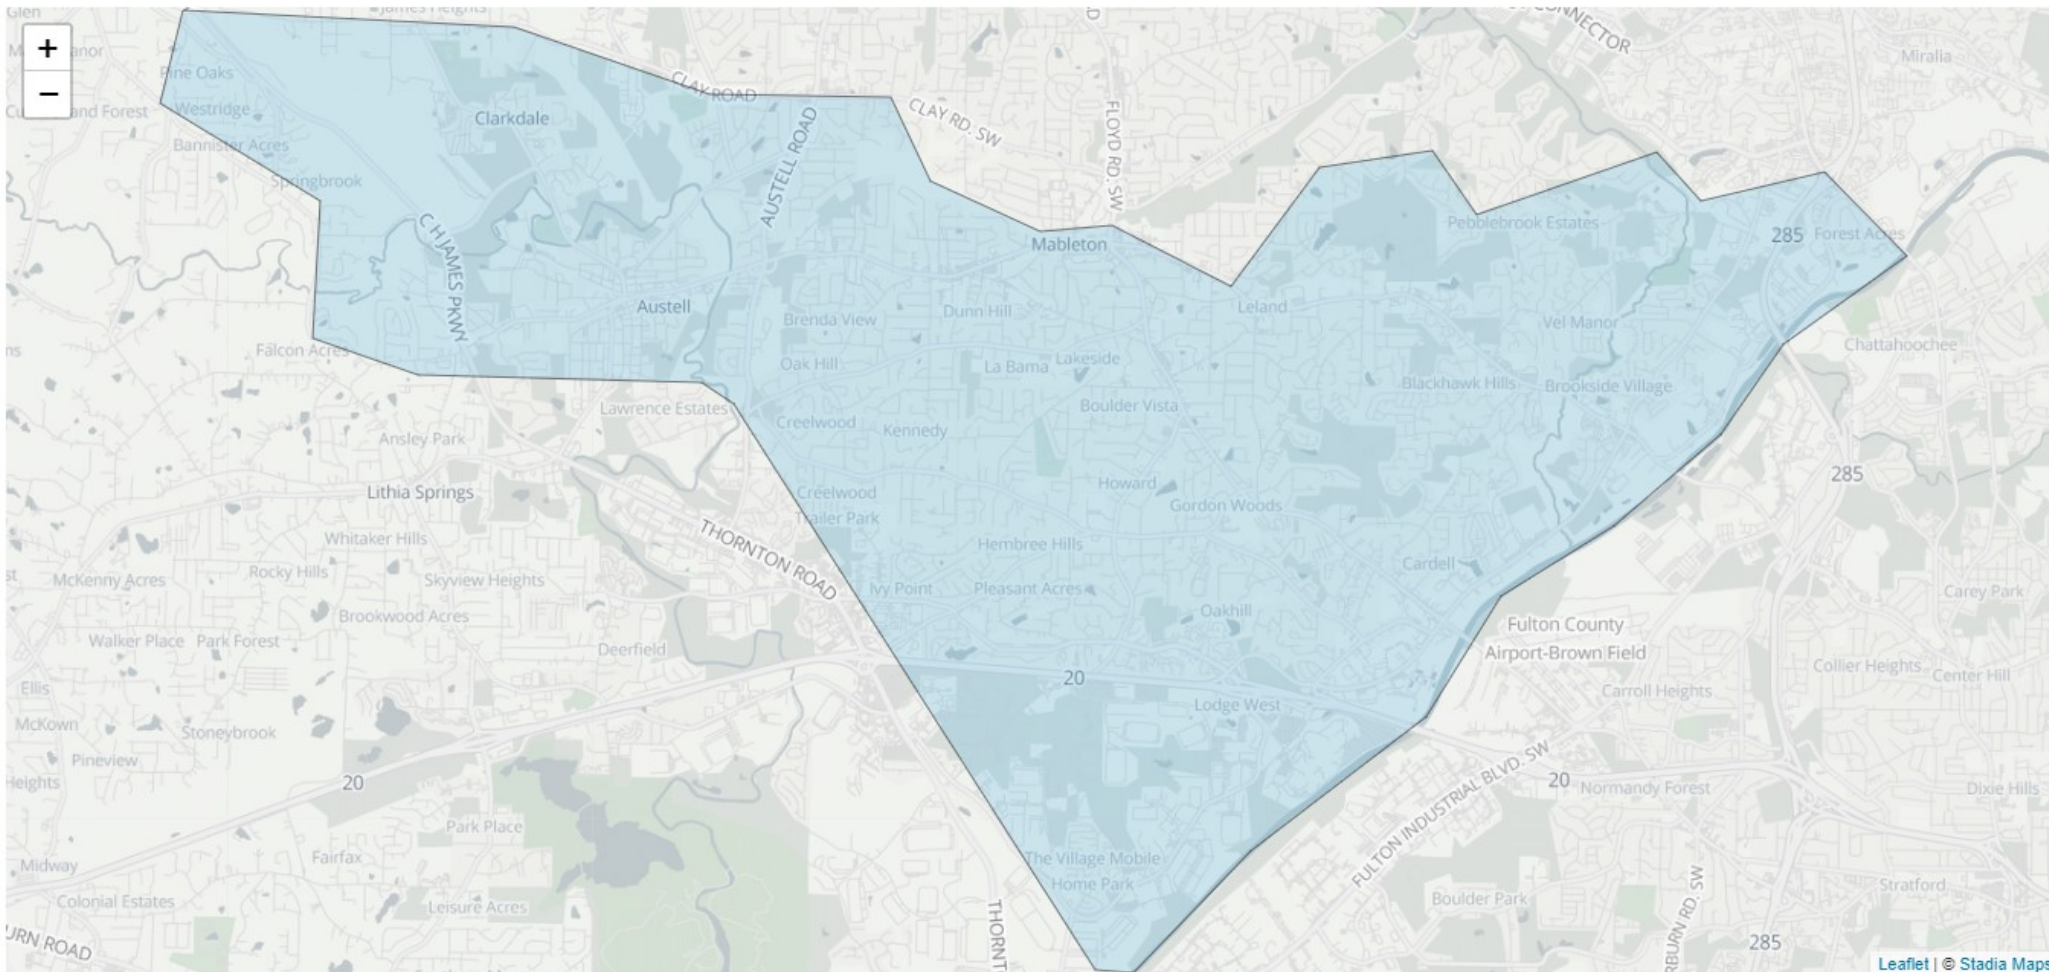 Glen
James Heights
D
CONNECTOR
+
−
Pine Oaks
Miralia
Westridge
CLAY ROAD
Clarkdale
CLAY RD. SW
FLOYD RD. SW
Bannister Acres
AUSTELL ROAD
Springbrook
C H JAMES PKWY
Mableton
Pebblebrook Estates
285
Forest Acres
Austell
Brenda View
Dunn Hill
Leland
Vel Manor
Falcon Acres
Oak Hill
La Bama
Lakeside
Chattahoochee
Blackhawk Hills
Brookside Village
Lawrence Estates
Creelwood
Kennedy
Boulder Vista
Ansley Park
Lithia Springs
Creelwood
Trailer Park
Howard
Gordon Woods
285
THORNTON ROAD
Whitaker Hills
Hembree Hills
Cardell
McKenny Acres
Rocky Hills
Skyview Heights
Ivy Point
Pleasant Acres
Carey Park
Brookwood Acres
Oakhill
Fulton County
Airport-Brown Field
Walker Place
Park Forest
Deerfield
Collier Heights
Center Hill
Ellis
20
Carroll Heights
McKown
Stoneybrook
Lodge West
Pineview
Heights
20
FULTON INDUSTRIAL BLVD. SW
20
Normandy Forest
Dixie Hills
Park Place
Midway
Fairfax
The Village Mobile
Home Park
Stratford
Colonial Estates
Leisure Acres
Boulder Park
URN ROAD
THORNT
RBURN RD. SW
285
Leaflet | © Stadia Maps